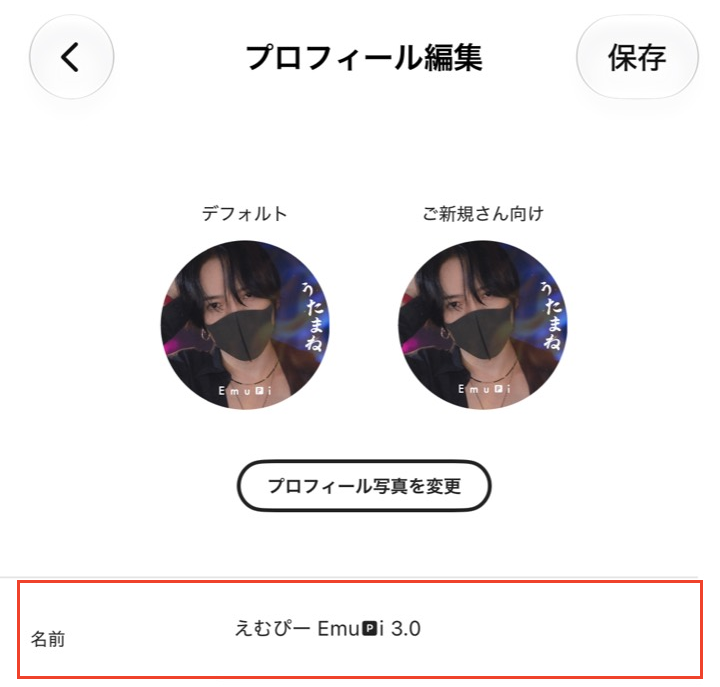 プロフィール編集
保存
デフォルト
ご新規さん向け
うたまね
Emu🅿i
うたまね
Emu🅿i
プロフィール写真を変更
名前
えむぴー Emu🅿i 3.0